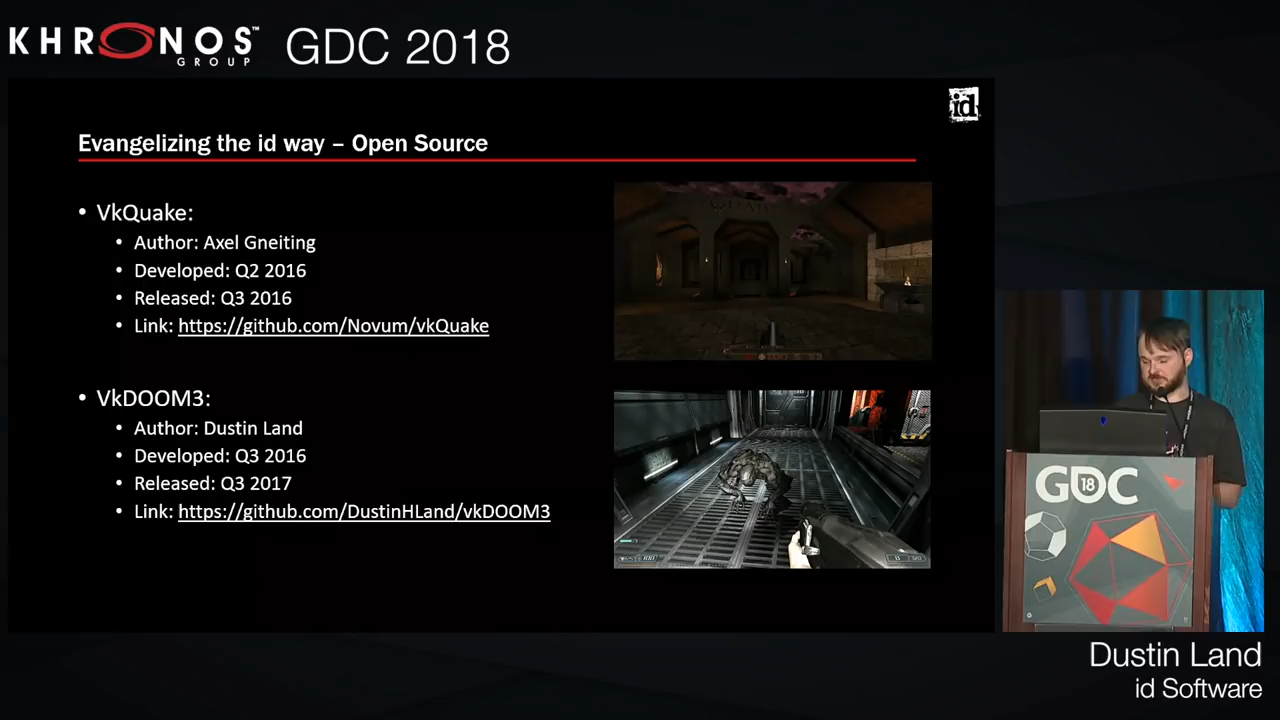 KHRONOS™
GROUP
GDC 2018
id
Evangelizing the id way – Open Source
• VkQuake:
• Author: Axel Gneiting
• Developed: Q2 2016
• Released: Q3 2016
• Link: https://github.com/Novum/vkQuake
• VkDOOM3:
• Author: Dustin Land
• Developed: Q3 2016
• Released: Q3 2017
• Link: https://github.com/DustinHLand/vkDOOM3
GDC
18
Dustin Land
id Software